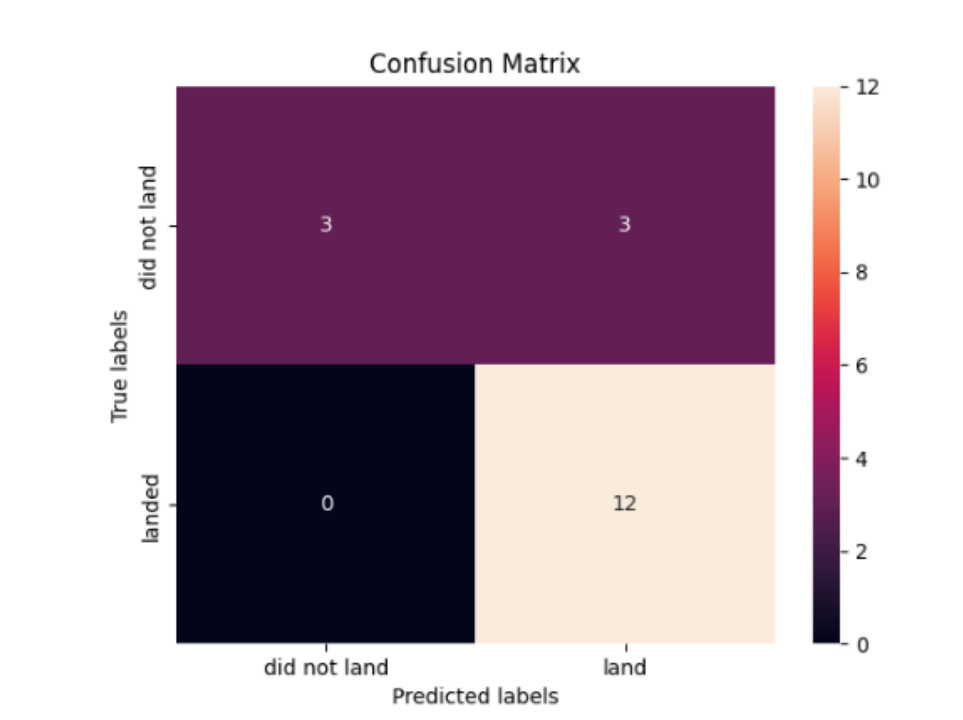 Confusion Matrix
True labels
did not land
landed
3
3
0
12
did not land
land
Predicted labels
12
10
8
6
4
2
0